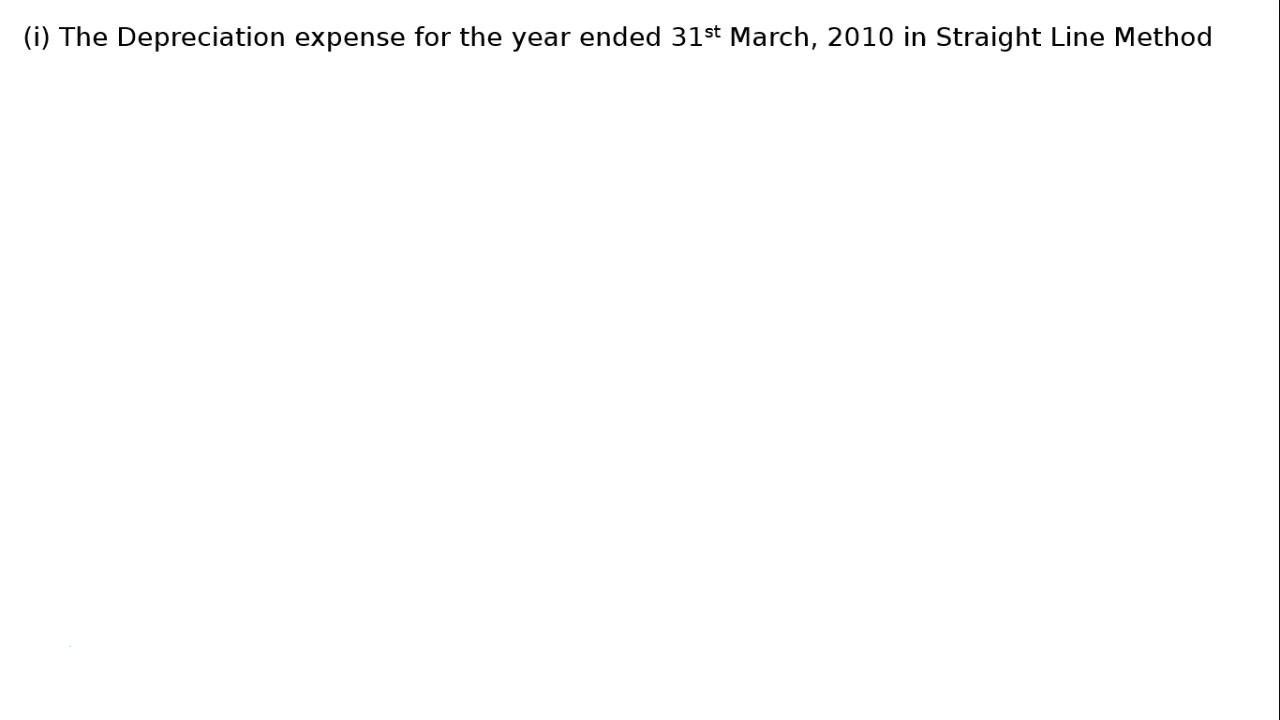 (i) The Depreciation expense for the year ended 31st March, 2010 in Straight Line Method